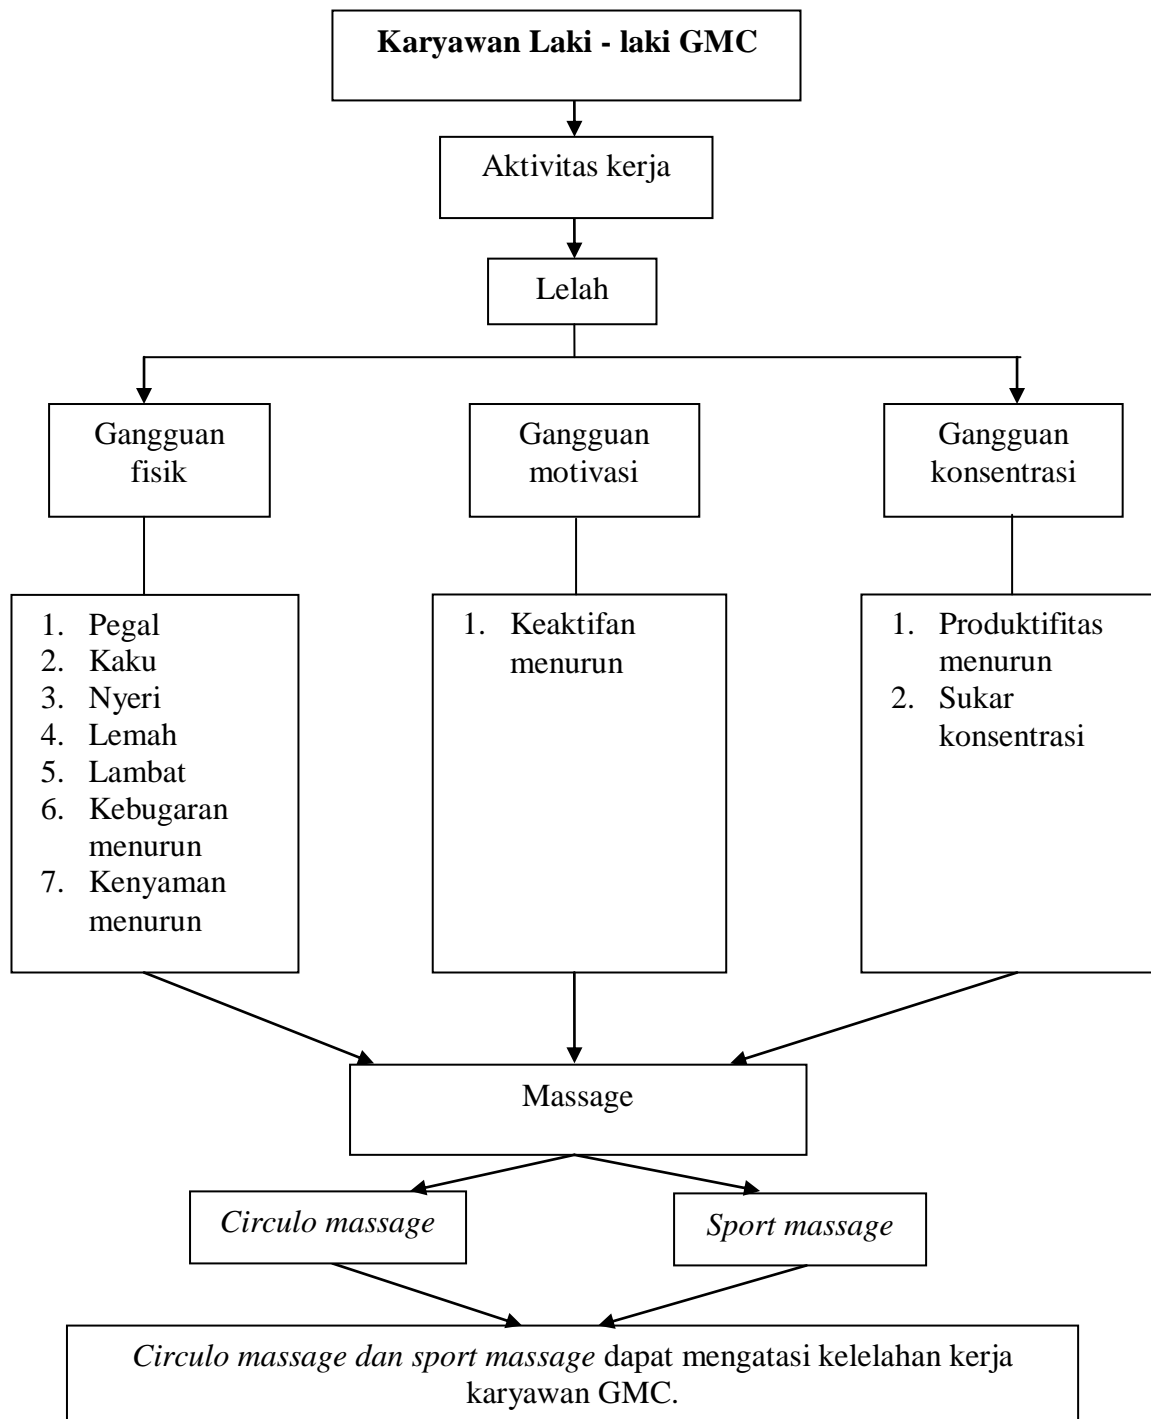 Karyawan Laki - laki GMC
Aktivitas kerja
Lelah
Gangguan
fisik
Gangguan
motivasi
Gangguan
konsentrasi
1. Pegal
2. Kaku
3. Nyeri
4. Lemah
5. Lambat
6. Kebugaran
menurun
7. Kenyaman
menurun
1. Keaktifan
menurun
1. Produktifitas
menurun
2. Sukar
konsentrasi
Massage
Circulo massage
Sport massage
Circulo massage dan sport massage dapat mengatasi kelelahan kerja
karyawan GMC.